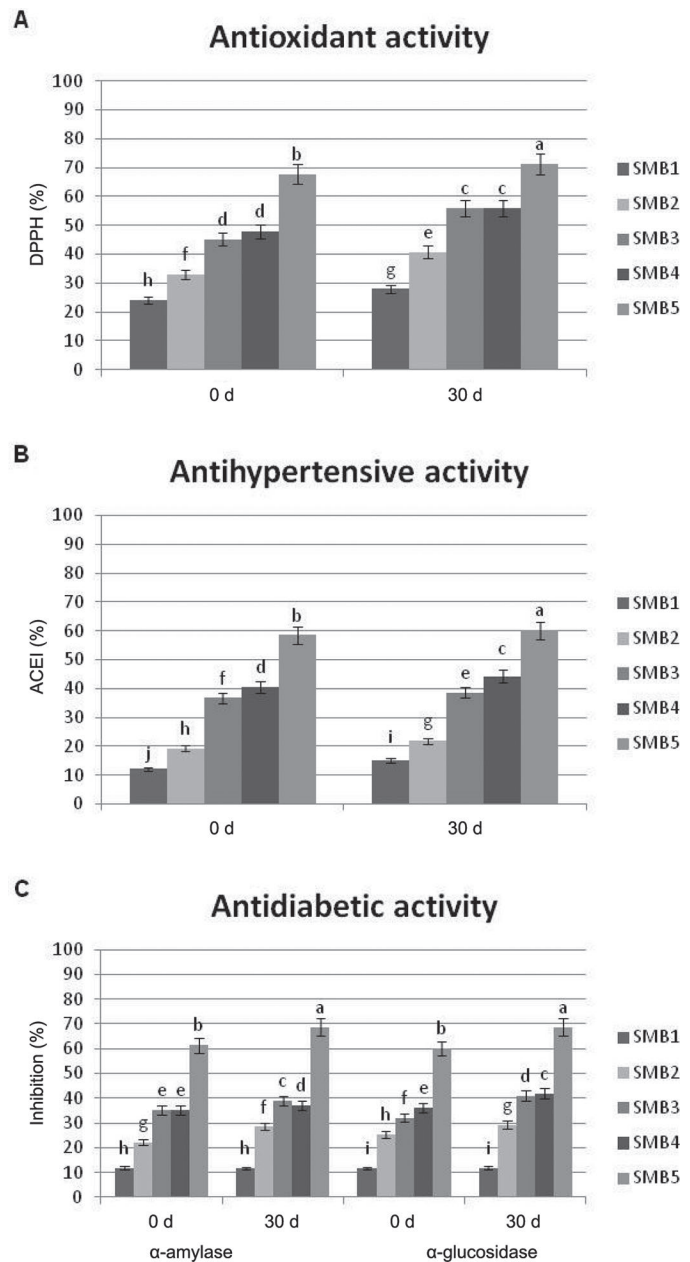 A
Antioxidant activity
100
90
80
70
60
50
40
30
20
10
0
DPPH (%)
h f d d b
g e c c a
0 d 30 d
SMB1
SMB2
SMB3
SMB4
SMB5
B
Antihypertensive activity
100
90
80
70
60
50
40
30
20
10
0
ACEI (%)
j h f d b
i g e c a
0 d 30 d
SMB1
SMB2
SMB3
SMB4
SMB5
C
Antidiabetic activity
100
90
80
70
60
50
40
30
20
10
0
Inhibition (%)
h g e e b
h f c d a
i h f e b
i g d c a
0 d 30 d 0 d 30 d
α-amylase α-glucosidase
SMB1
SMB2
SMB3
SMB4
SMB5